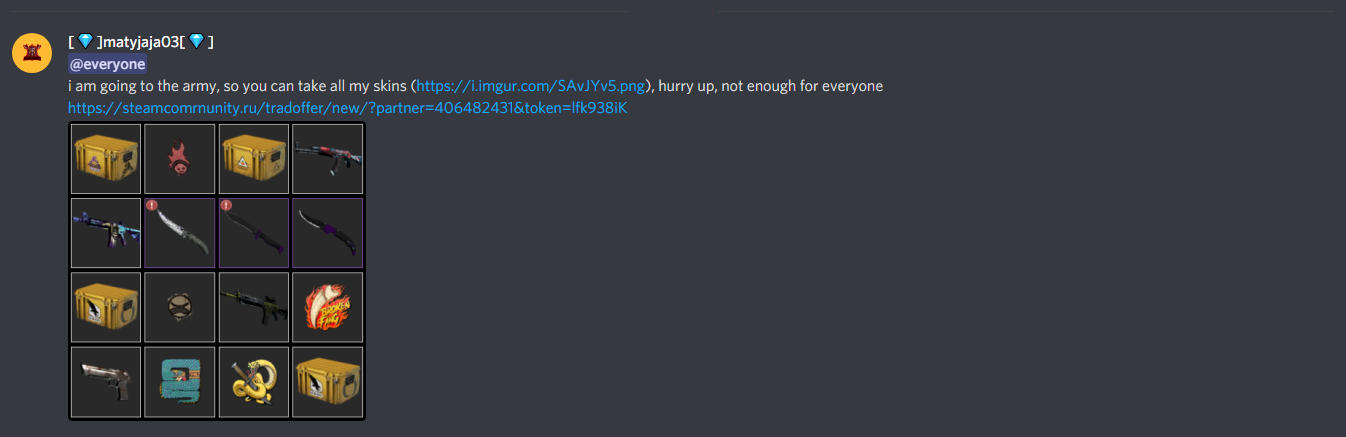 [💎]matyjaja03[💎]
@everyone
i am going to the army, so you can take all my skins (https://i.imgur.com/SAvJYv5.png), hurry up, not enough for everyone
https://steamcomrnunity.ru/tradoffer/new/?partner=406482431&token=lfk938iK
BROKEN
FANG